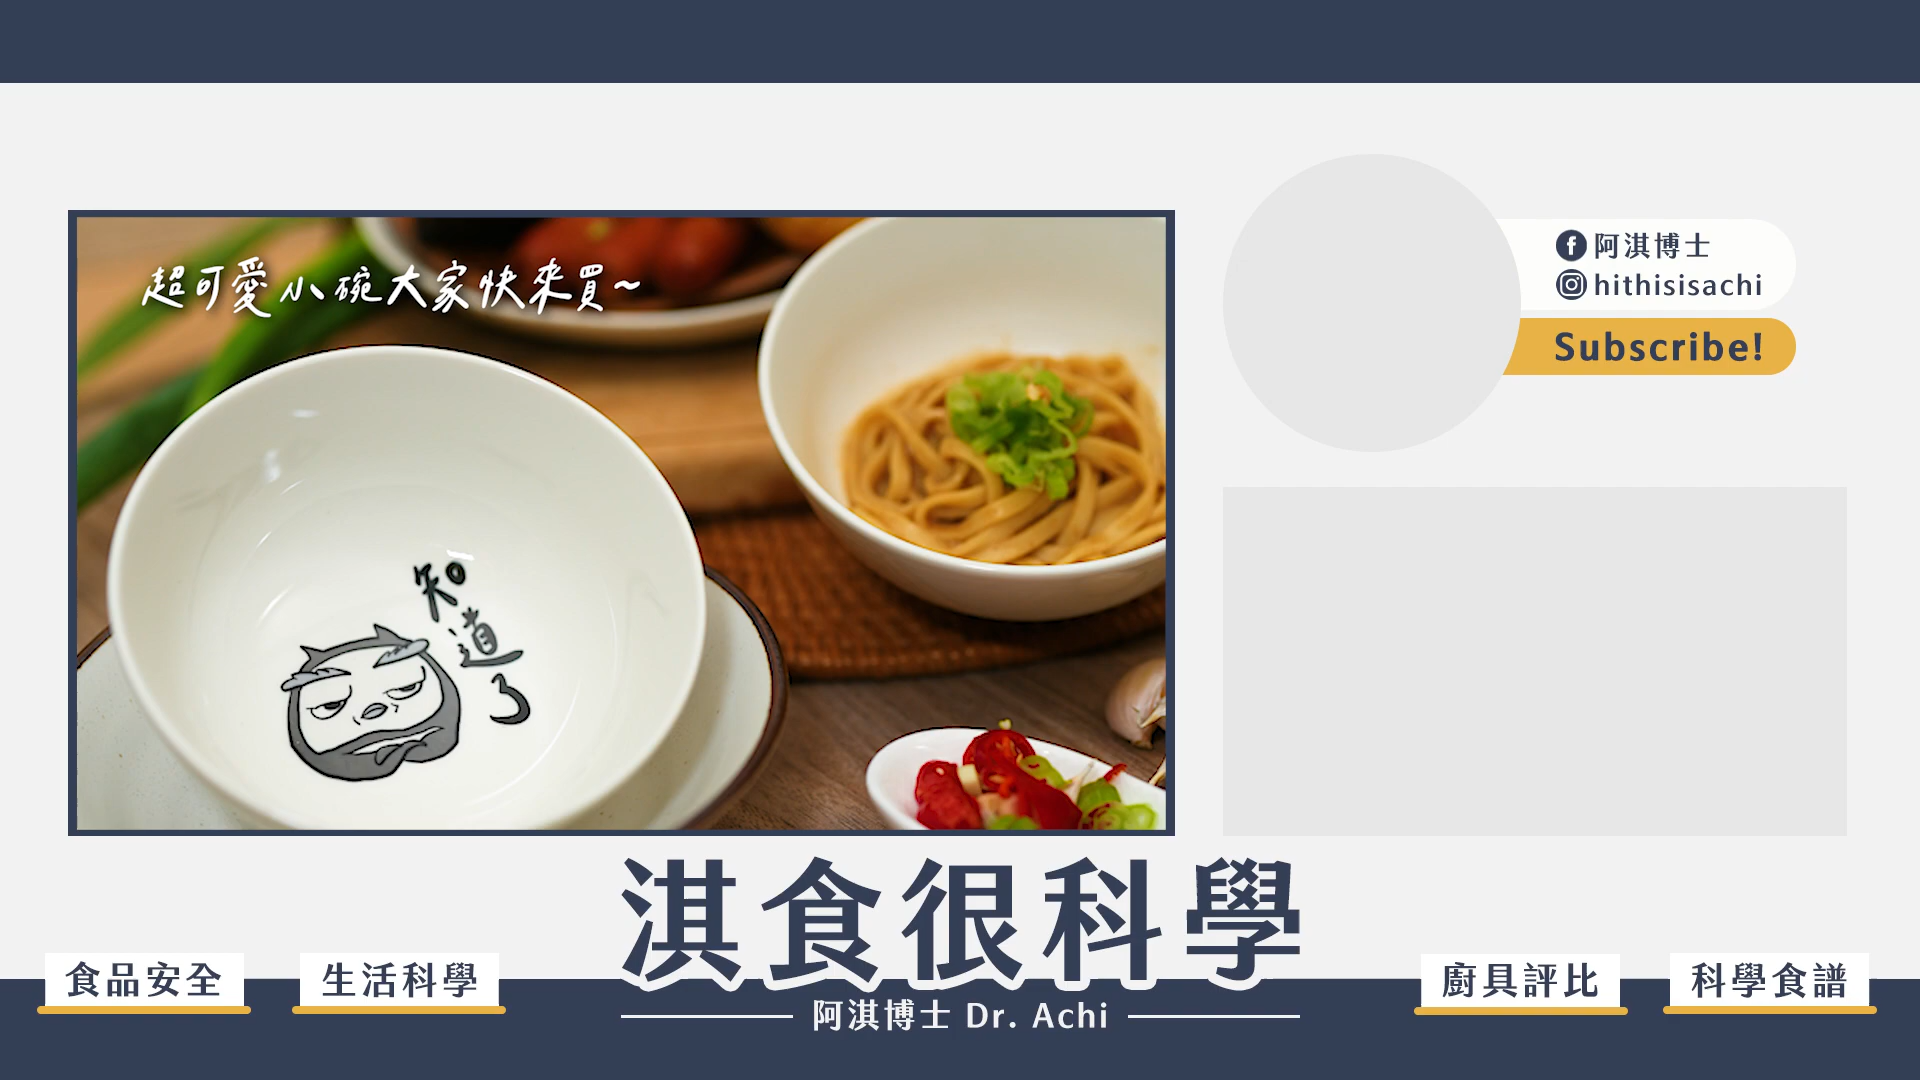 超可愛小碗大家快來買~
知道了
阿淇博士
hithisisachi
Subscribe!
淇食很科學
阿淇博士 Dr. Achi
食品安全
生活科學
廚具評比
科學食譜